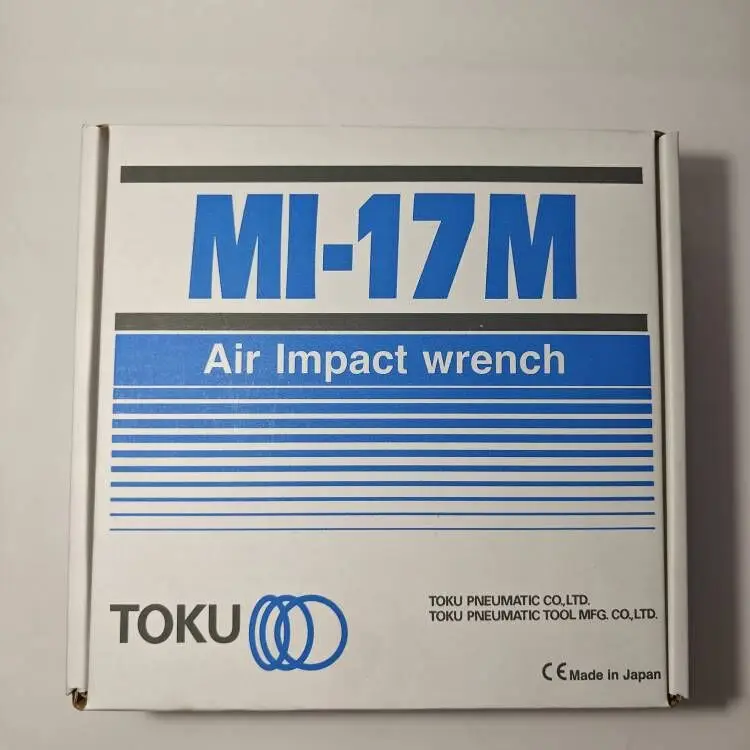 MI-17M
Air Impact wrench
TOKU
TOKU PNEUMATIC CO.,LTD.
TOKU PNEUMATIC TOOL MFG. CO.,LTD.
CE Made in Japan